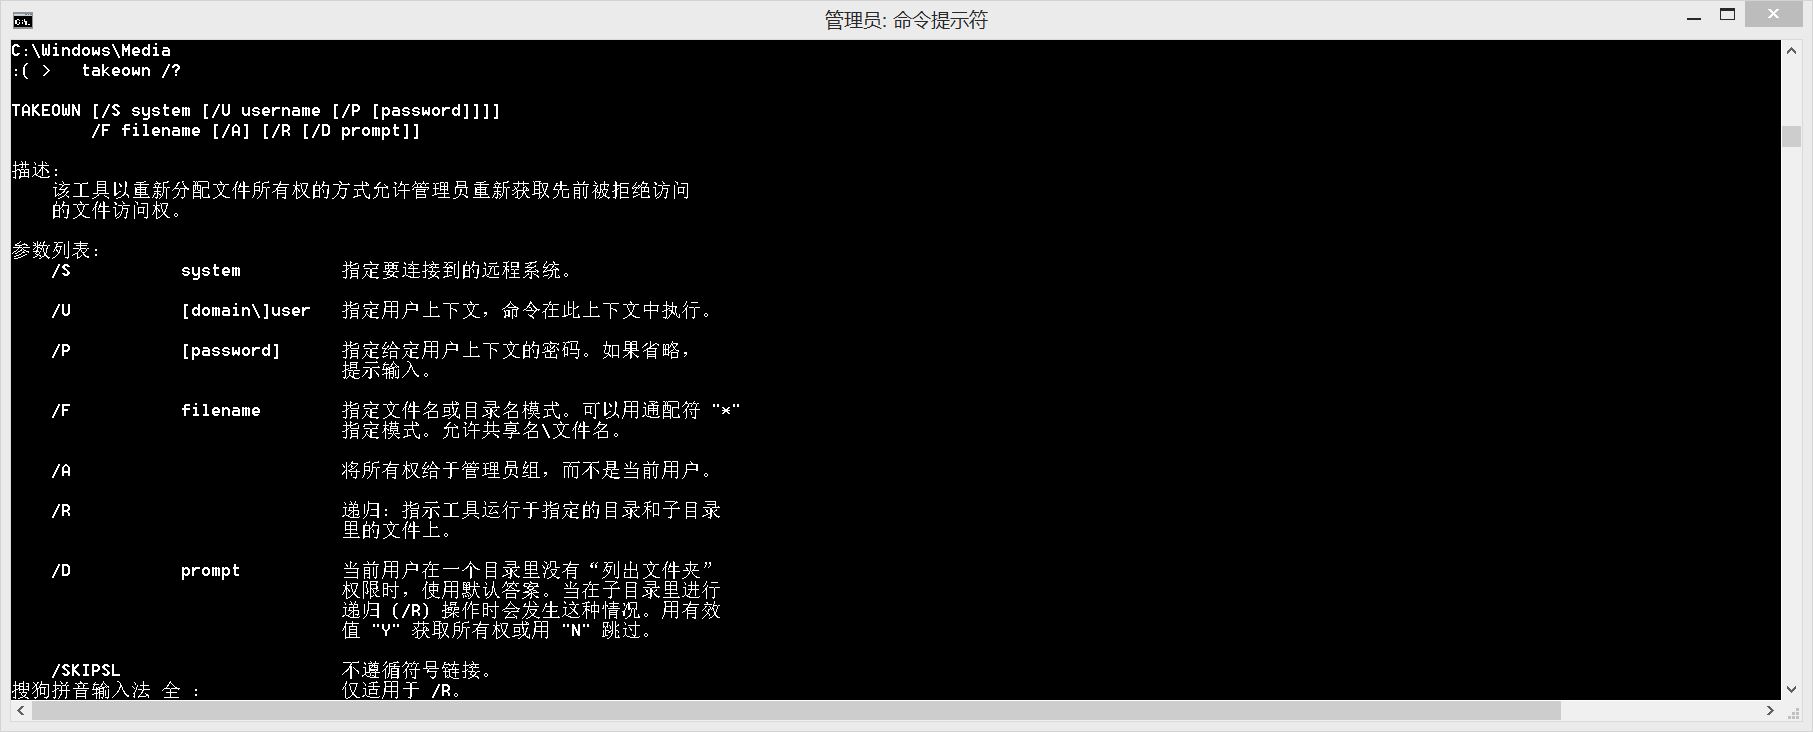 管理员: 命令提示符
C:\Windows\Media
:( >   takeown /?
TAKEOWN [/S system [/U username [/P [password]]]]
        /F filename [/A] [/R [/D prompt]]
描述:
    该工具以重新分配文件所有权的方式允许管理员重新获取先前被拒绝访问
    的文件访问权。
参数列表:
    /S           system          指定要连接到的远程系统。
    /U           [domain\]user   指定用户上下文，命令在此上下文中执行。
    /P           [password]      指定给定用户上下文的密码。如果省略，
                                 提示输入。
    /F           filename        指定文件名或目录名模式。可以用通配符 "*"
                                 指定模式。允许共享名\文件名。
    /A                           将所有权给于管理员组，而不是当前用户。
    /R                           递归: 指示工具运行于指定的目录和子目录
                                 里的文件上。
    /D           prompt          当前用户在一个目录里没有“列出文件夹”
                                 权限时，使用默认答案。当在子目录里进行
                                 递归 (/R) 操作时会发生这种情况。用有效
                                 值 "Y" 获取所有权或用 "N" 跳过。
    /SKIPSL                      不遵循符号链接。
搜狗拼音输入法 全 :              仅适用于 /R。